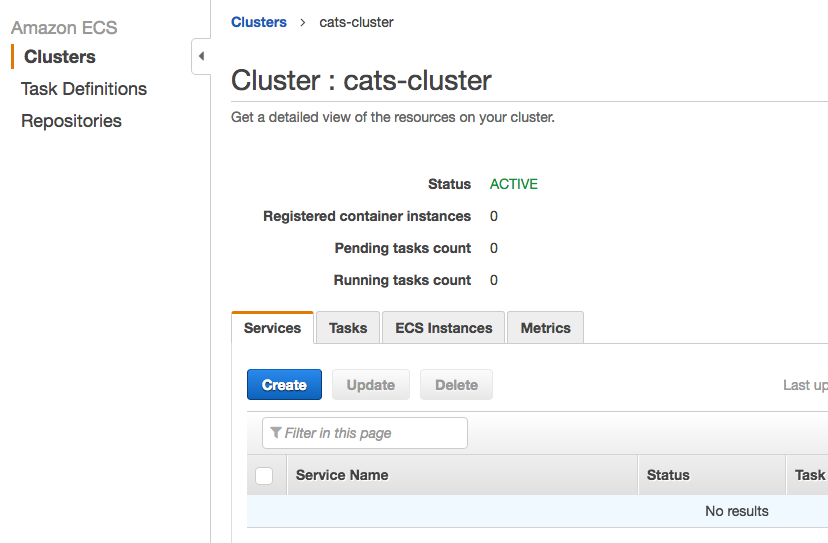 Amazon ECS
Clusters
Task Definitions
Repositories
Clusters > cats-cluster
Cluster : cats-cluster
Get a detailed view of the resources on your cluster.
Status ACTIVE
Registered container instances 0
Pending tasks count 0
Running tasks count 0
Services Tasks ECS Instances Metrics
Create Update Delete Last up
Filter in this page
Service Name Status Task
No results